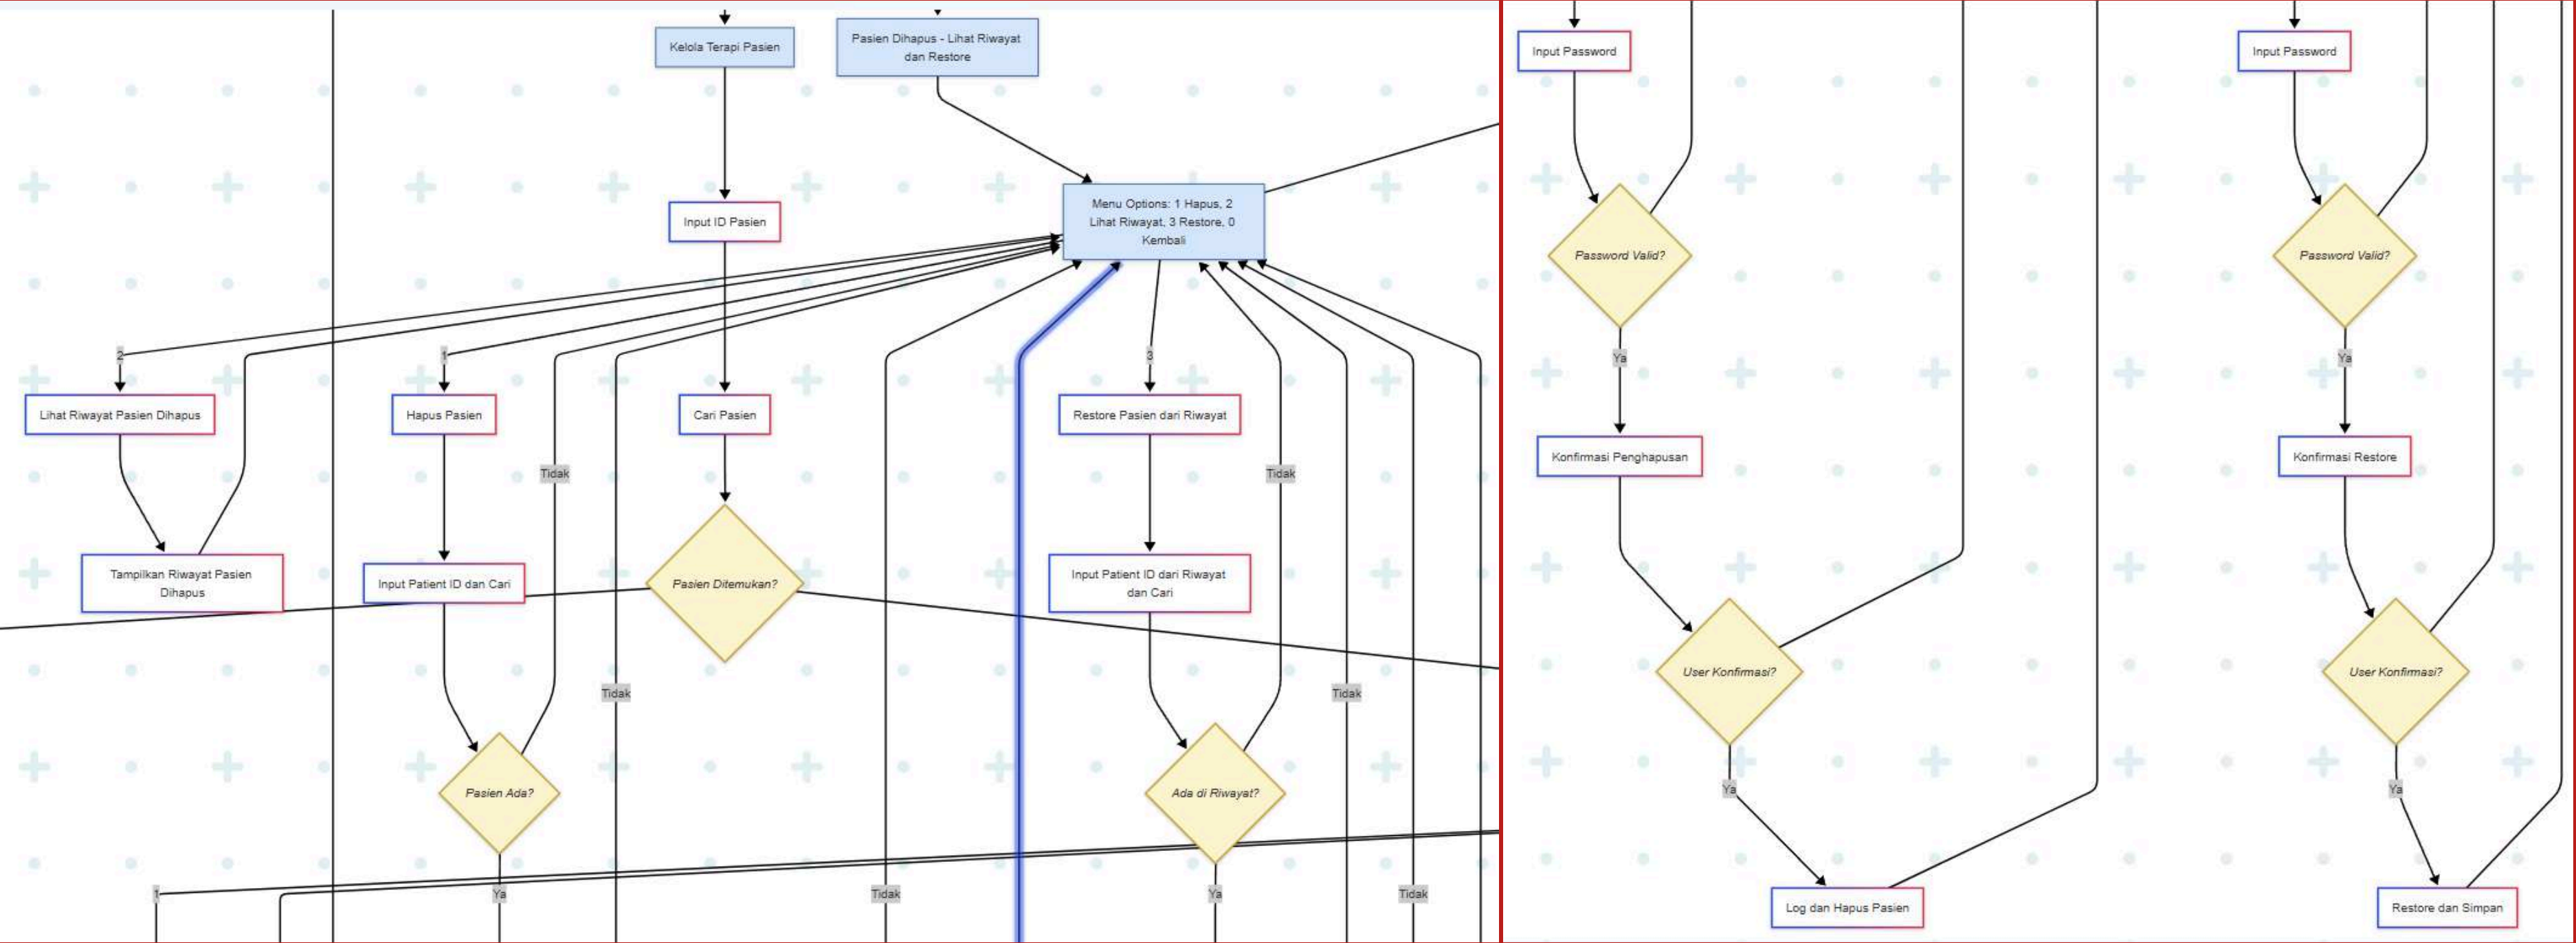 Kelola Terapi Pasien
Pasien Dihapus - Lihat Riwayat
dan Restore
Input ID Pasien
Menu Options: 1 Hapus, 2
Lihat Riwayat, 3 Restore, 0
Kembali
2
1
3
Lihat Riwayat Pasien Dihapus
Hapus Pasien
Cari Pasien
Restore Pasien dari Riwayat
Tidak
Tidak
Tampilkan Riwayat Pasien
Dihapus
Input Patient ID dan Cari
Pasien Ditemukan?
Input Patient ID dari Riwayat
dan Cari
Tidak
Tidak
Pasien Ada?
Ada di Riwayat?
1
Ya
Tidak
Ya
Tidak
Input Password
Input Password
Password Valid?
Password Valid?
Ya
Ya
Konfirmasi Penghapusan
Konfirmasi Restore
User Konfirmasi?
User Konfirmasi?
Ya
Ya
Log dan Hapus Pasien
Restore dan Simpan